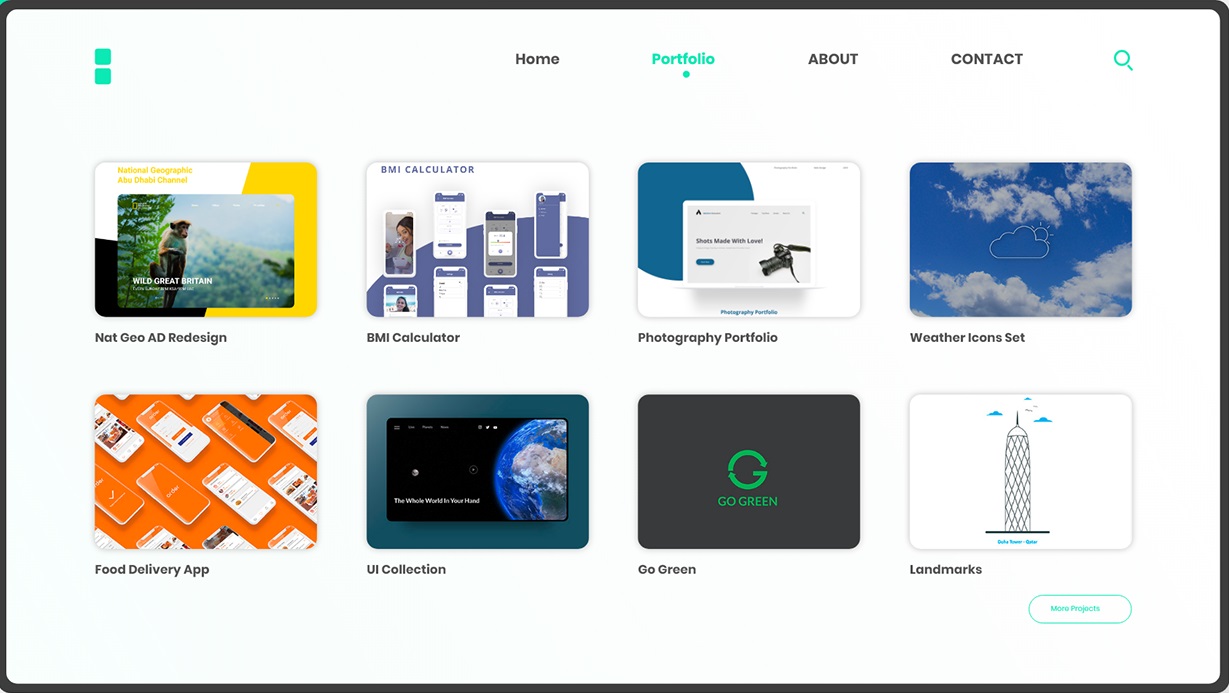 Home
Portfolio
ABOUT
CONTACT
National Geographic
Abu Dhabi Channel
WILD GREAT BRITAIN
BMI CALCULATOR
Shots Made With Love!
Photography Portfolio
Nat Geo AD Redesign
BMI Calculator
Photography Portfolio
Weather Icons Set
The Whole World In Your Hand
GO GREEN
Doha Tower - Qatar
Food Delivery App
UI Collection
Go Green
Landmarks
More Projects